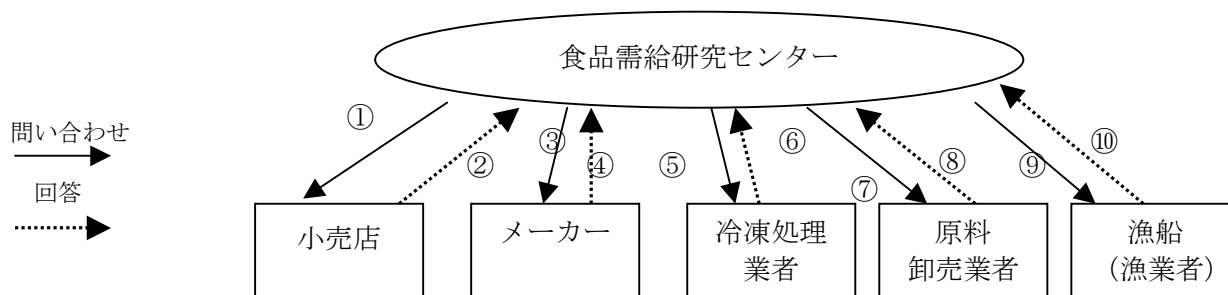 食品需給研究センター
問い合わせ
回答
①
②
③
④
⑤
⑥
⑦
⑧
⑨
⑩
小売店
メーカー
冷凍処理
業者
原料
卸売業者
漁船
（漁業者）